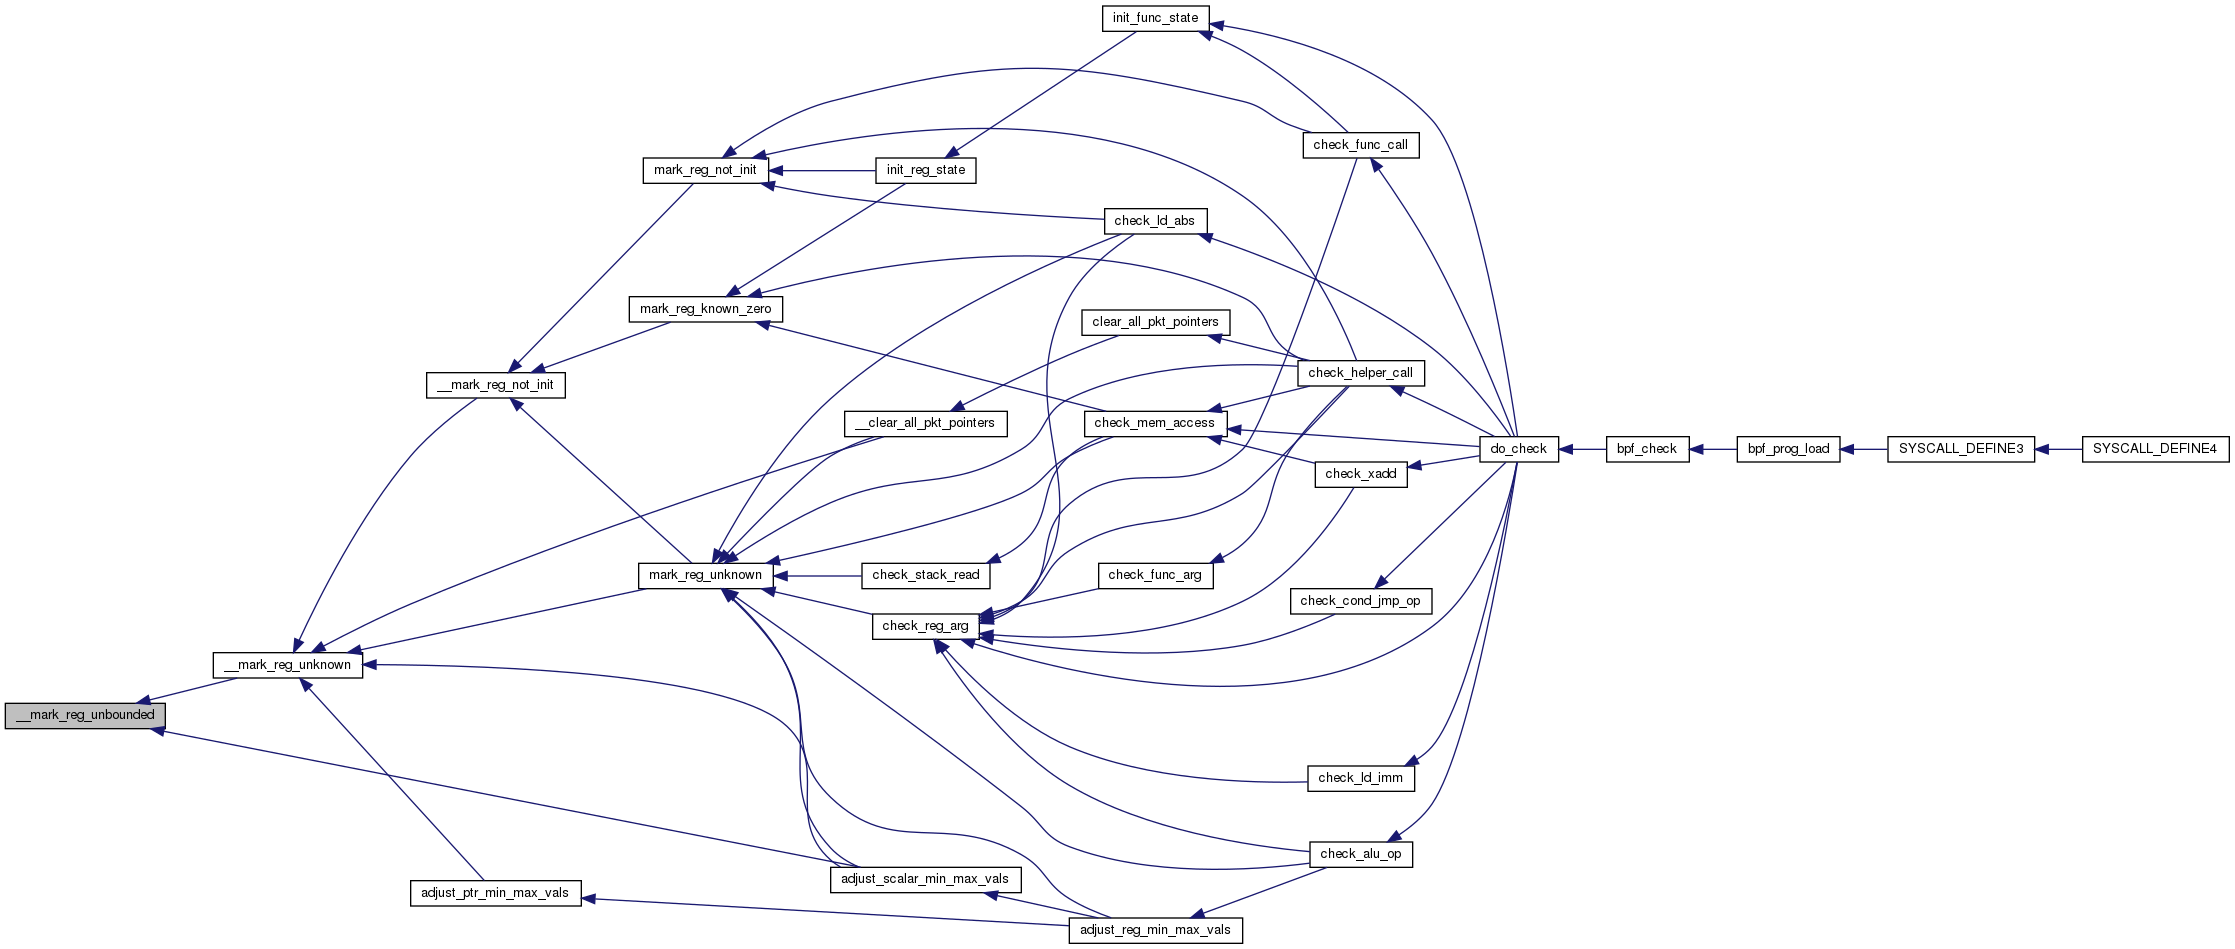 init_func_state
check_func_call
mark_reg_not_init
init_reg_state
check_ld_abs
mark_reg_known_zero
clear_all_pkt_pointers
check_helper_call
__mark_reg_not_init
__clear_all_pkt_pointers
check_mem_access
do_check
bpf_check
bpf_prog_load
SYSCALL_DEFINE3
SYSCALL_DEFINE4
check_xadd
mark_reg_unknown
check_stack_read
check_func_arg
check_cond_jmp_op
check_reg_arg
__mark_reg_unknown
__mark_reg_unbounded
check_ld_imm
check_alu_op
adjust_scalar_min_max_vals
adjust_ptr_min_max_vals
adjust_reg_min_max_vals